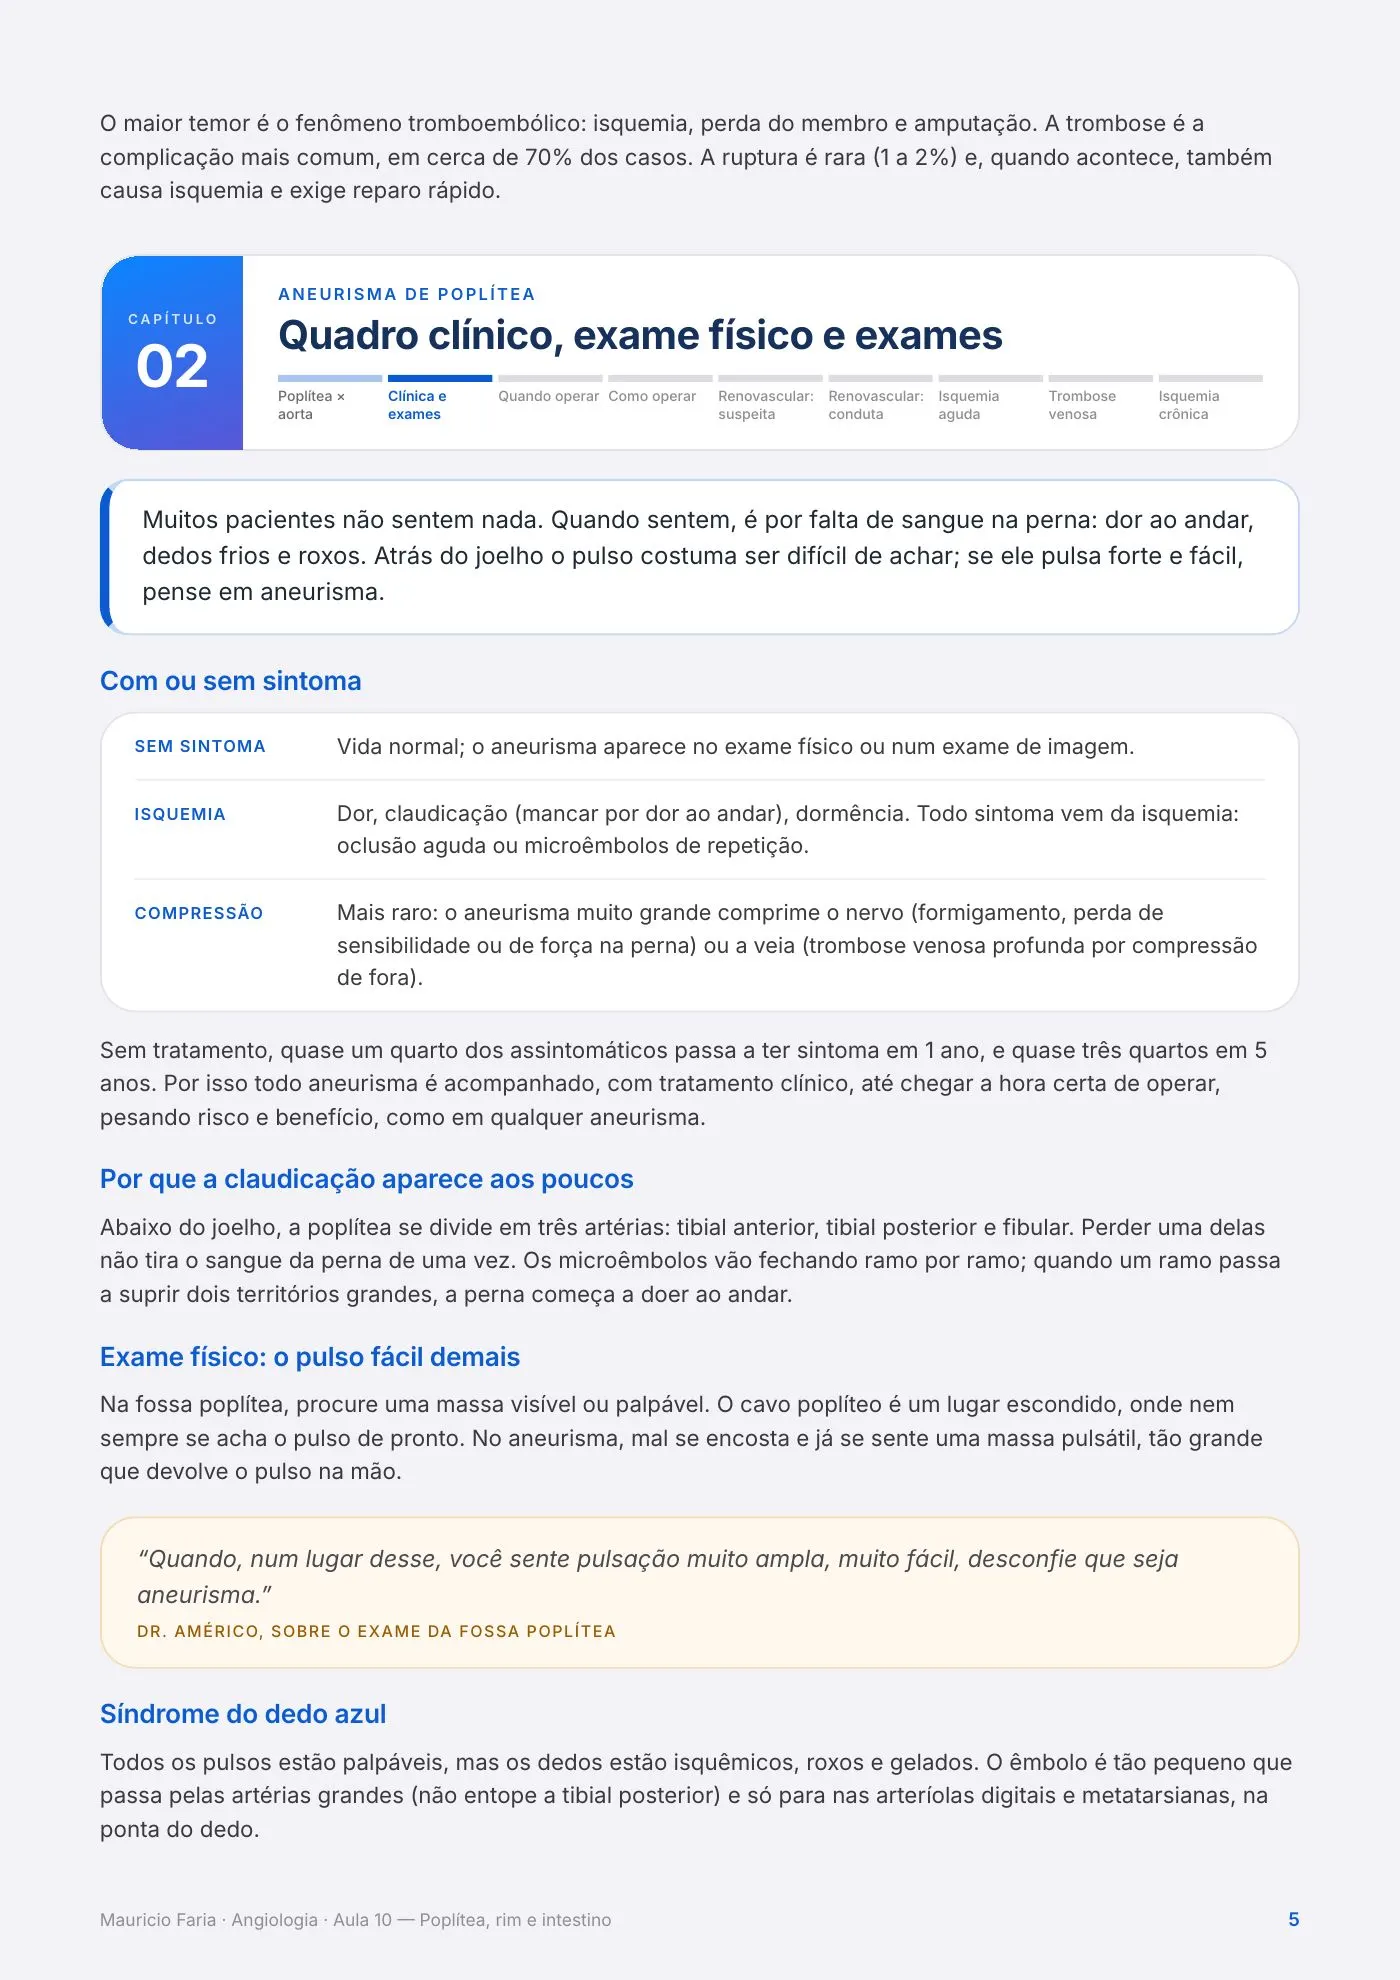 O maior temor é o fenômeno tromboembólico: isquemia, perda do membro e amputação. A trombose é a
complicação mais comum, em cerca de 70% dos casos. A ruptura é rara (1 a 2%) e, quando acontece, também
causa isquemia e exige reparo rápido.
CAPÍTULO
02
ANEURISMA DE POPLÍTEA
Quadro clínico, exame físico e exames
Poplítea ×
aorta
Clínica e
exames
Quando operar
Como operar
Renovascular:
suspeita
Renovascular:
conduta
Isquemia
aguda
Trombose
venosa
Isquemia
crônica
Muitos pacientes não sentem nada. Quando sentem, é por falta de sangue na perna: dor ao andar,
dedos frios e roxos. Atrás do joelho o pulso costuma ser difícil de achar; se ele pulsa forte e fácil,
pense em aneurisma.
Com ou sem sintoma
SEM SINTOMA
Vida normal; o aneurisma aparece no exame físico ou num exame de imagem.
ISQUEMIA
Dor, claudicação (mancar por dor ao andar), dormência. Todo sintoma vem da isquemia:
oclusão aguda ou microêmbolos de repetição.
COMPRESSÃO
Mais raro: o aneurisma muito grande comprime o nervo (formigamento, perda de
sensibilidade ou de força na perna) ou a veia (trombose venosa profunda por compressão
de fora).
Sem tratamento, quase um quarto dos assintomáticos passa a ter sintoma em 1 ano, e quase três quartos em 5
anos. Por isso todo aneurisma é acompanhado, com tratamento clínico, até chegar a hora certa de operar,
pesando risco e benefício, como em qualquer aneurisma.
Por que a claudicação aparece aos poucos
Abaixo do joelho, a poplítea se divide em três artérias: tibial anterior, tibial posterior e fibular. Perder uma delas
não tira o sangue da perna de uma vez. Os microêmbolos vão fechando ramo por ramo; quando um ramo passa
a suprir dois territórios grandes, a perna começa a doer ao andar.
Exame físico: o pulso fácil demais
Na fossa poplítea, procure uma massa visível ou palpável. O cavo poplíteo é um lugar escondido, onde nem
sempre se acha o pulso de pronto. No aneurisma, mal se encosta e já se sente uma massa pulsátil, tão grande
que devolve o pulso na mão.
“Quando, num lugar desse, você sente pulsação muito ampla, muito fácil, desconfie que seja
aneurisma.”
DR. AMÉRICO, SOBRE O EXAME DA FOSSA POPLÍTEA
Síndrome do dedo azul
Todos os pulsos estão palpáveis, mas os dedos estão isquêmicos, roxos e gelados. O êmbolo é tão pequeno que
passa pelas artérias grandes (não entope a tibial posterior) e só para nas arteríolas digitais e metatarsianas, na
ponta do dedo.
Mauricio Faria · Angiologia · Aula 10 — Poplítea, rim e intestino
5